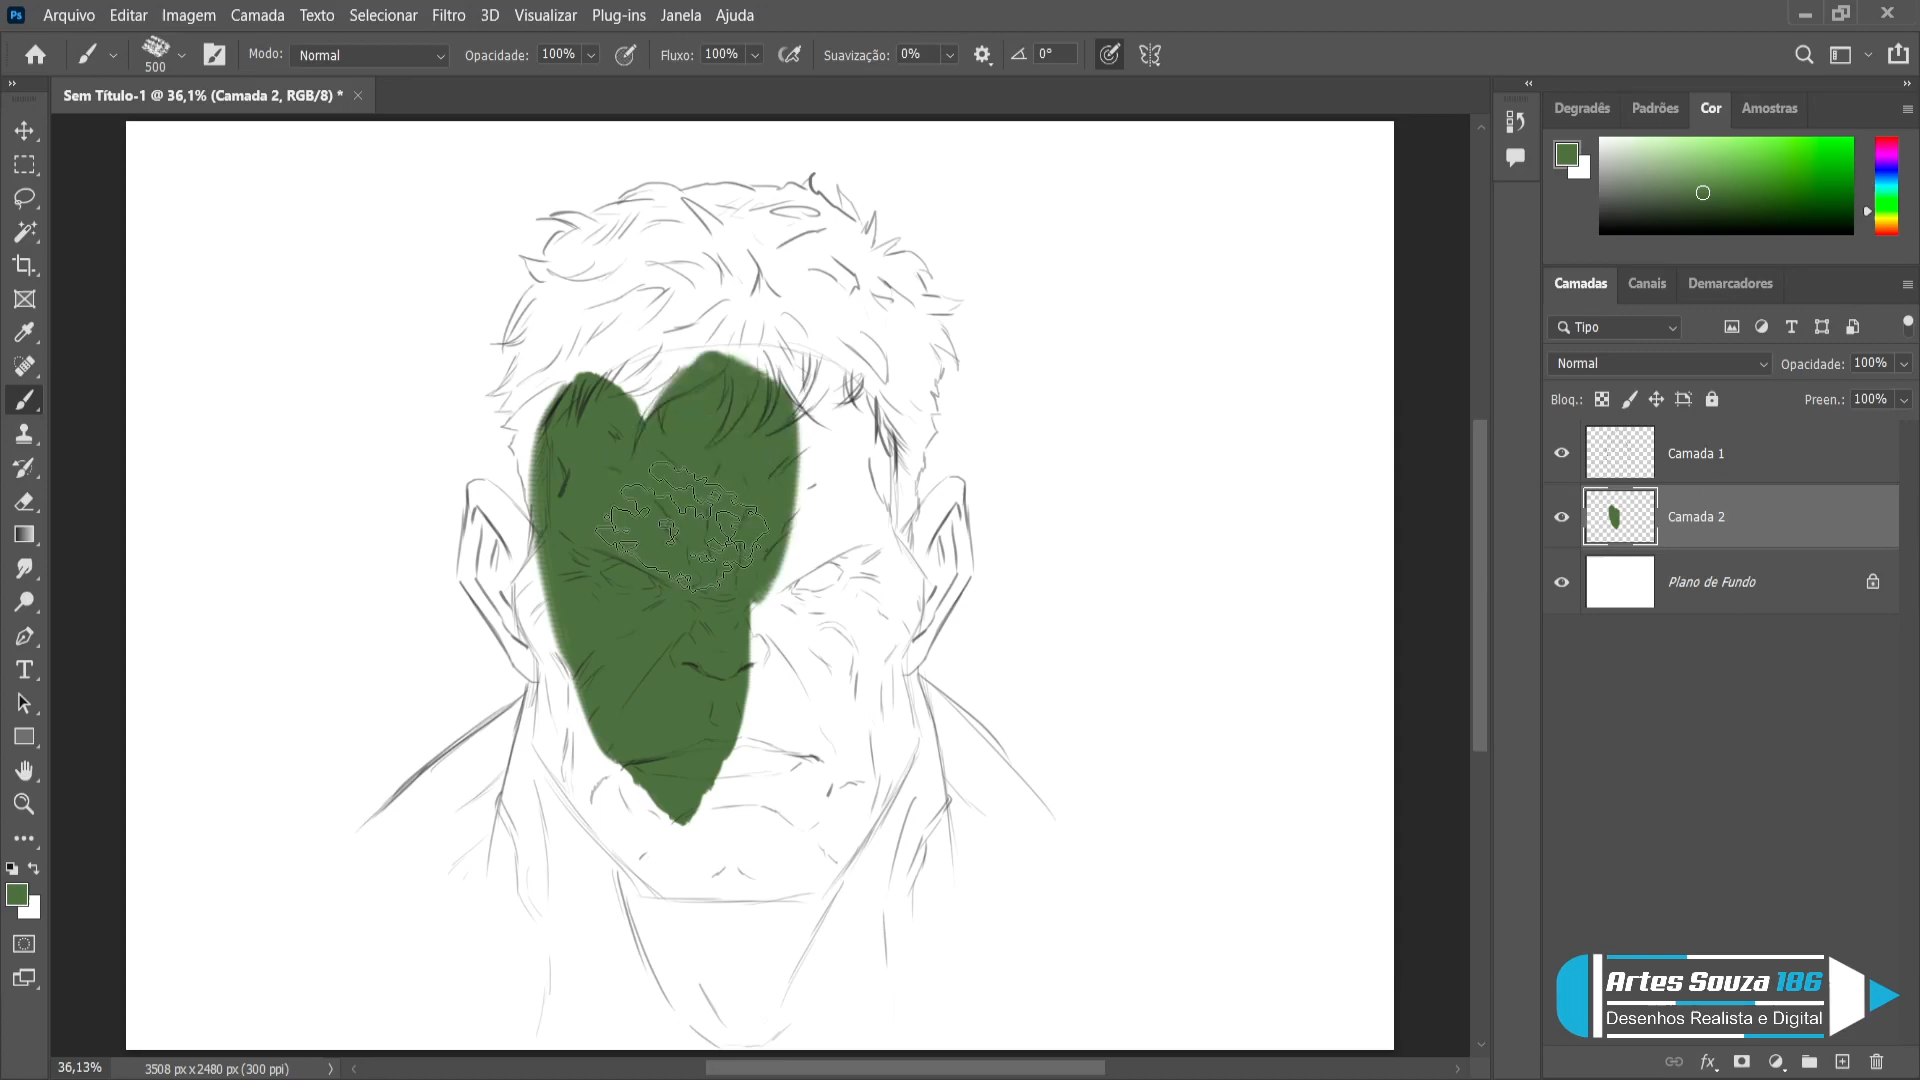 Ps Arquivo Editar Imagem Camada Texto Selecionar Filtro 3D Visualizar Plug-ins Janela Ajuda
500 Modo: Normal Opacidade: 100% Fluxo: 100% Suavização: 0% 0°
Sem Título-1 @ 36,1% (Camada 2, RGB/8) *
Degradês Padrões Cor Amostras
Camadas Canais Demarcadores
Tipo
Normal Opacidade: 100%
Bloq.: Preen.: 100%
Camada 1
Camada 2
Plano de Fundo
Artes Souza 186
Desenhos Realista e Digital
36,13% 3508 px x 2480 px (300 ppi)